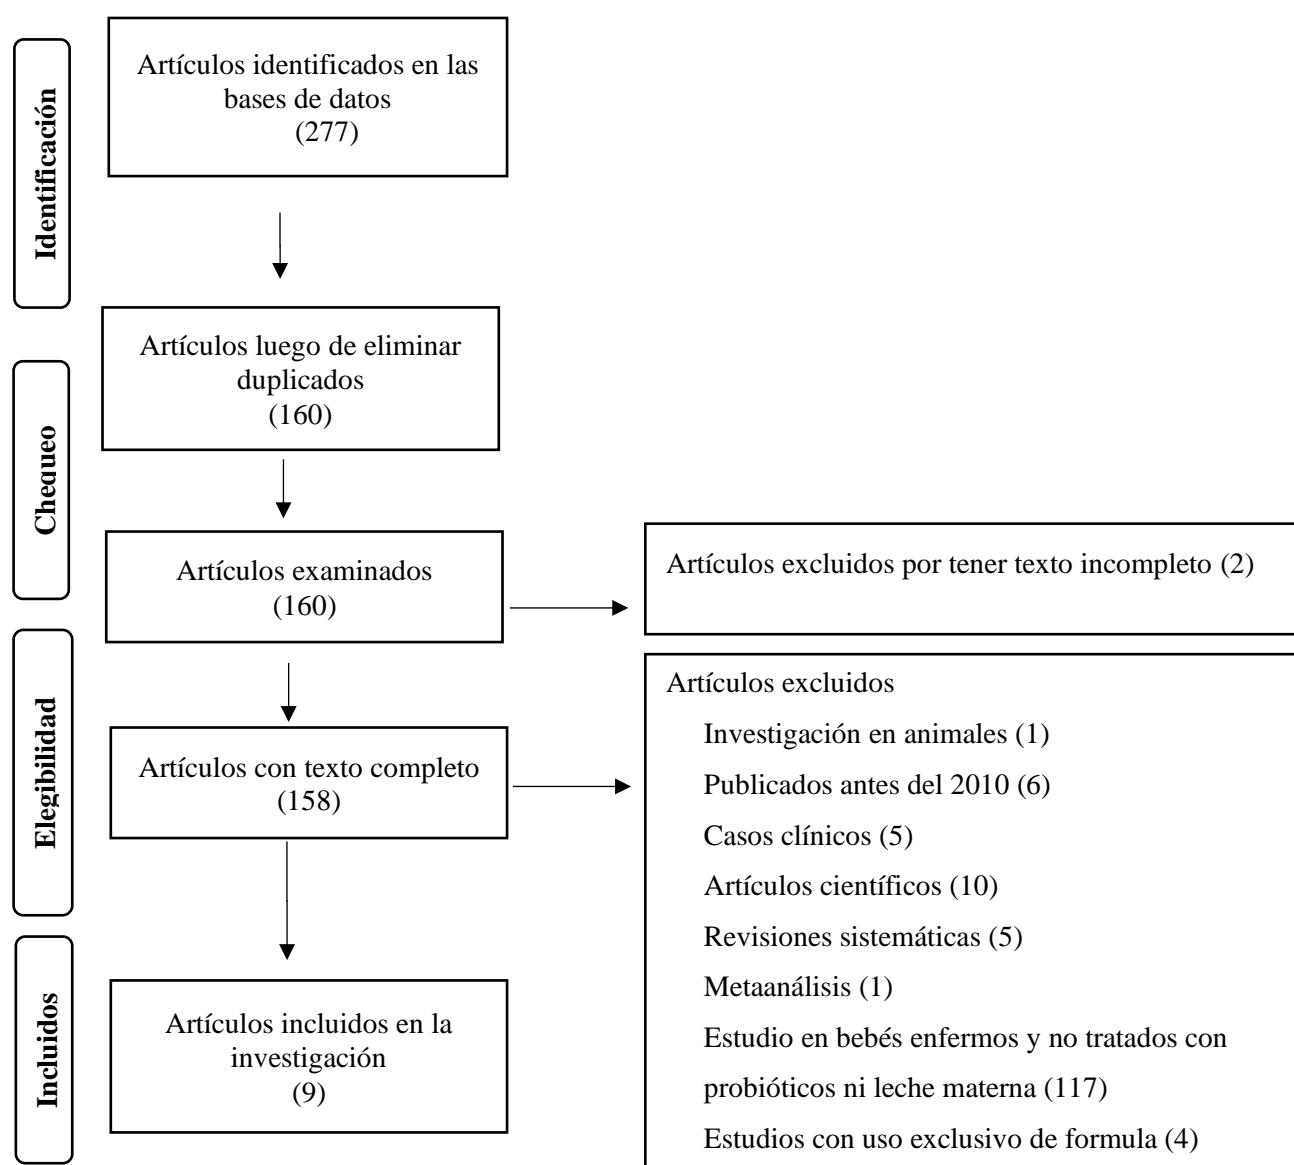 Identificación
Artículos identificados en las
bases de datos
(277)
Artículos luego de eliminar
duplicados
(160)
Chequeo
Artículos examinados
(160)
Artículos excluidos por tener texto incompleto (2)
Elegibilidad
Artículos con texto completo
(158)
Artículos excluidos
Investigación en animales (1)
Publicados antes del 2010 (6)
Casos clínicos (5)
Artículos científicos (10)
Revisiones sistemáticas (5)
Metaanálisis (1)
Estudio en bebés enfermos y no tratados con
probióticos ni leche materna (117)
Estudios con uso exclusivo de formula (4)
Incluidos
Artículos incluidos en la
investigación
(9)